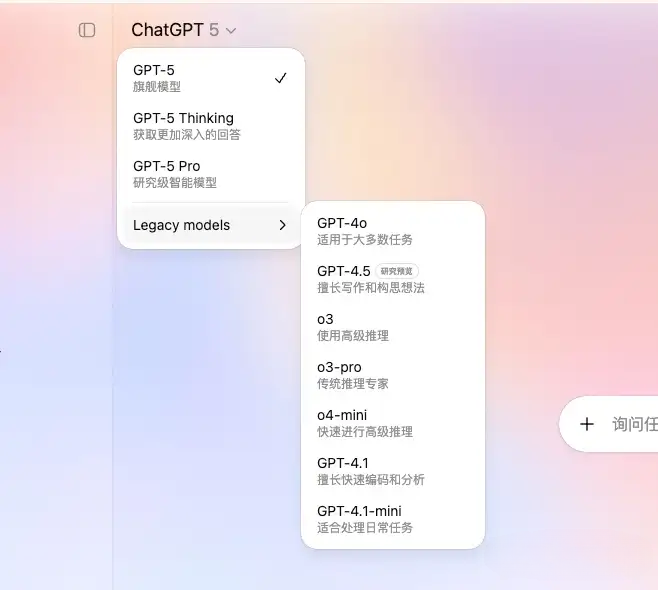 ChatGPT 5
GPT-5
旗舰模型
GPT-5 Thinking
获取更加深入的回答
GPT-5 Pro
研究级智能模型
Legacy models
GPT-4o
适用于大多数任务
GPT-4.5 研究预览
擅长写作和构思想法
o3
使用高级推理
o3-pro
传统推理专家
o4-mini
快速进行高级推理
GPT-4.1
擅长快速编码和分析
GPT-4.1-mini
适合处理日常任务
询问任